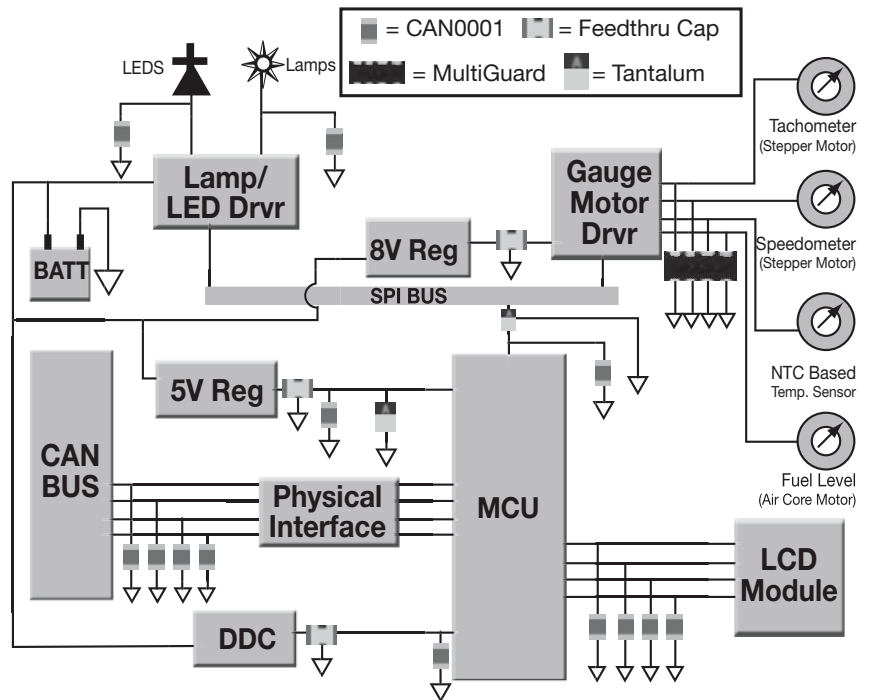 = CAN0001 = Feedthru Cap
= MultiGuard = Tantalum
LEDS
Lamps
Lamp/
LED Drvr
BATT
8V Reg
Gauge
Motor
Drvr
SPI BUS
Tachometer
(Stepper Motor)
Speedometer
(Stepper Motor)
NTC Based
Temp. Sensor
Fuel Level
(Air Core Motor)
5V Reg
CAN
BUS
Physical
Interface
MCU
LCD
Module
DDC